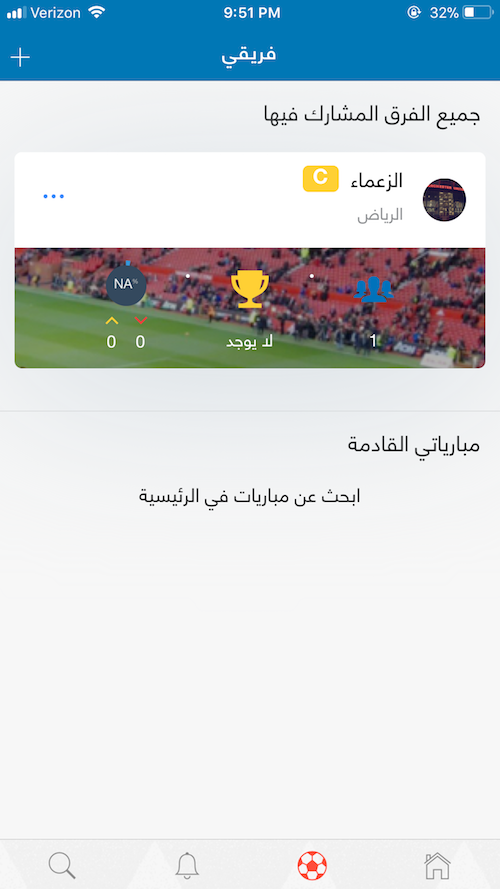 Verizon 9:51 PM 32%
فريقي
جميع الفرق المشارك فيها
الزعماء C
الرياض
NA%
1 لا يوجد 0 0
مبارياتي القادمة
ابحث عن مباريات في الرئيسية